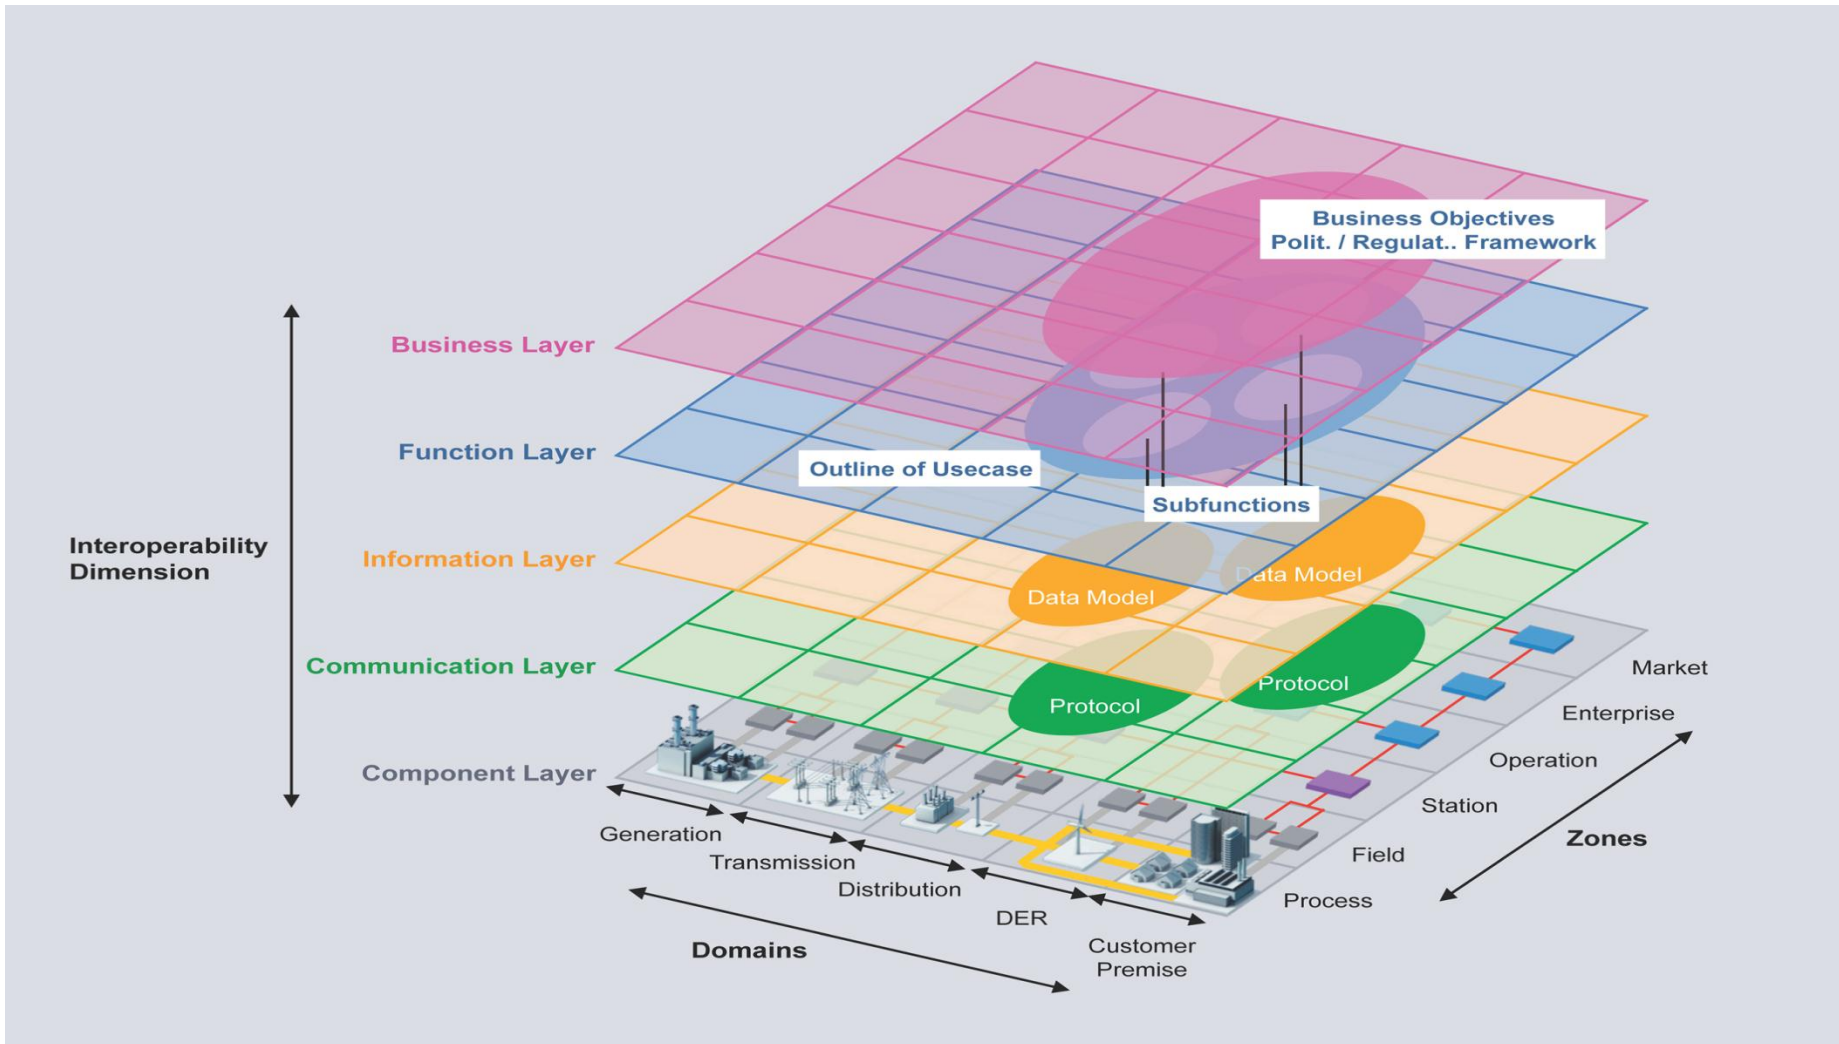 Business Objectives
Polit. / Regulat.. Framework
Business Layer
Function Layer
Outline of Usecase
Subfunctions
Interoperability
Dimension
Information Layer
Data Model
Data Model
Communication Layer
Protocol
Protocol
Component Layer
Market
Enterprise
Operation
Station
Field
Process
Zones
Generation
Transmission
Distribution
DER
Customer
Premise
Domains